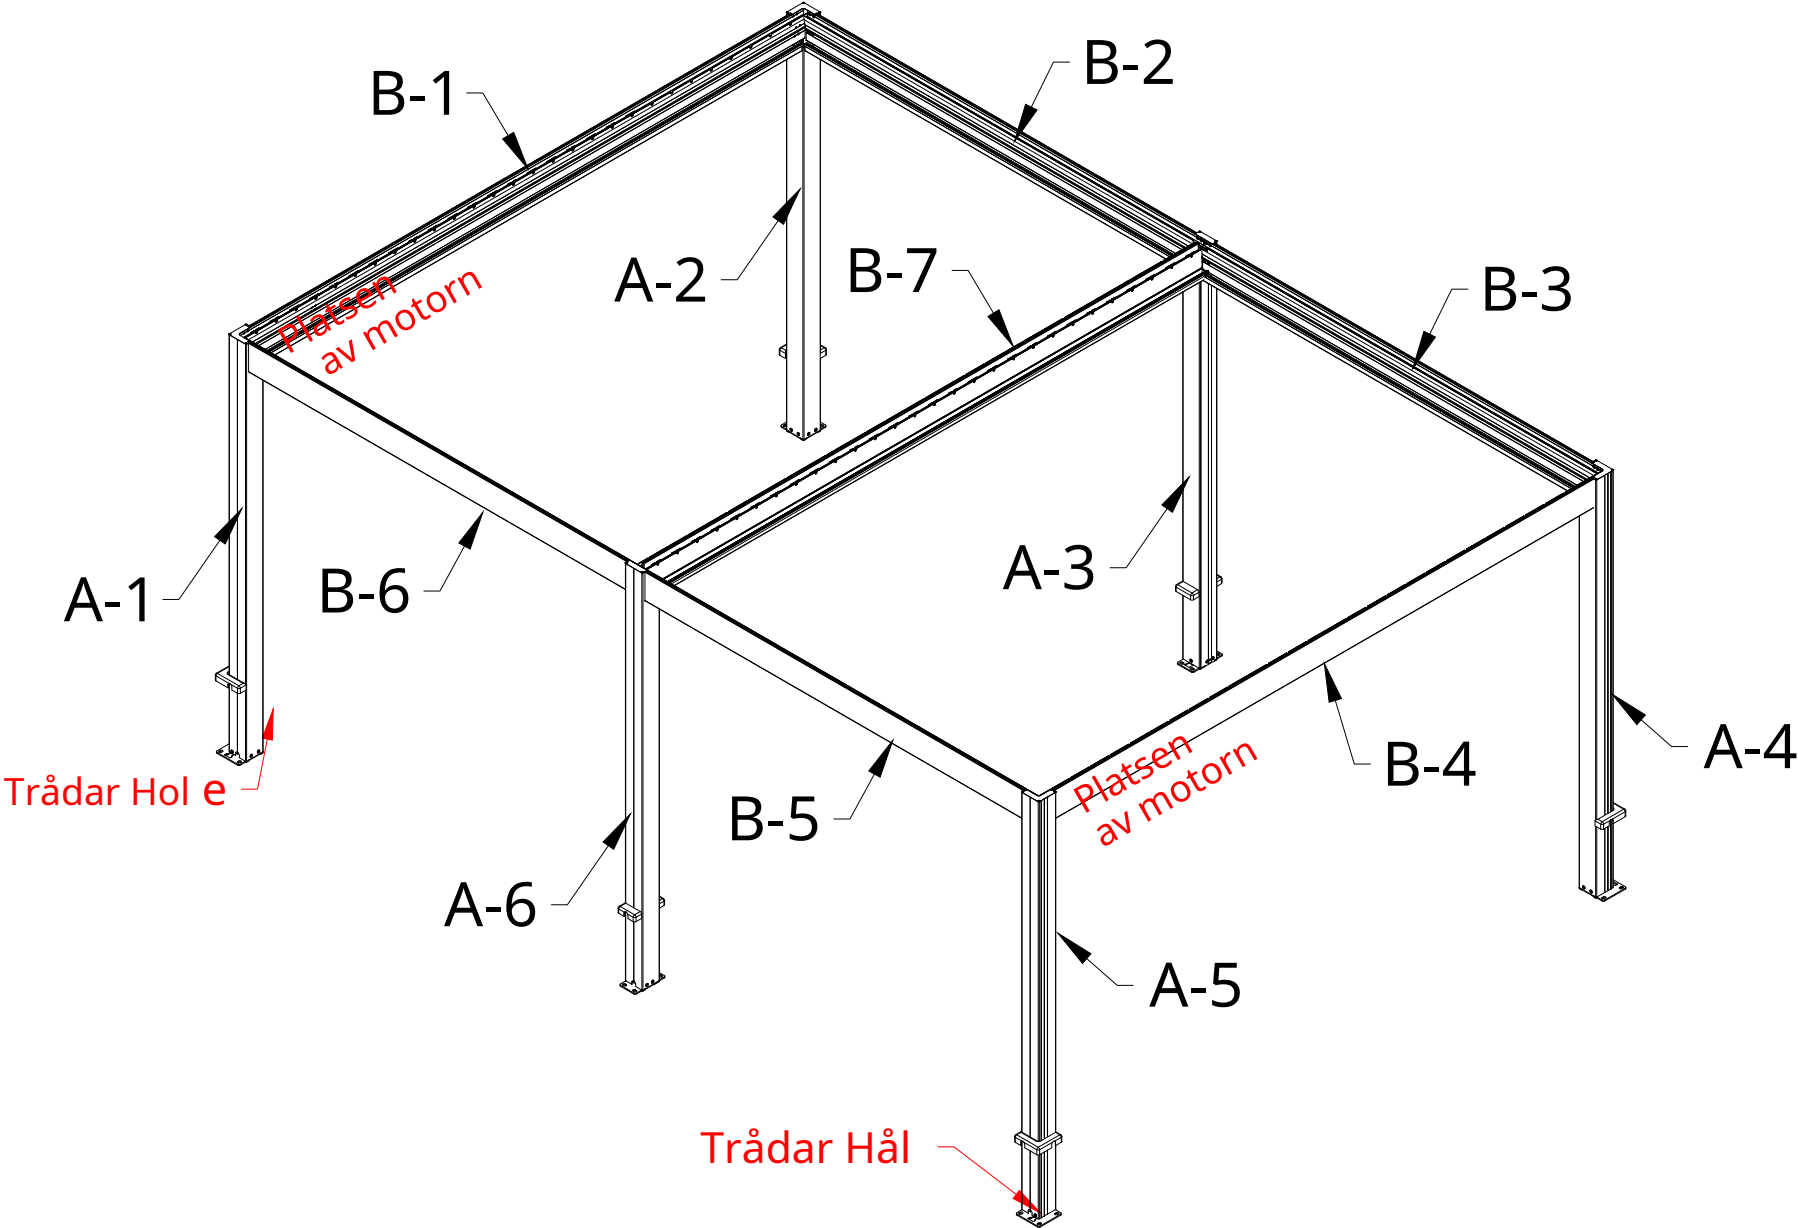 B-2
B-1
A-2
B-7
B-3
Platsen
av motorn
A-3
A-1
B-6
A-4
B-4
Platsen
av motorn
Trådar Hol e
B-5
A-6
A-5
Trådar Hål